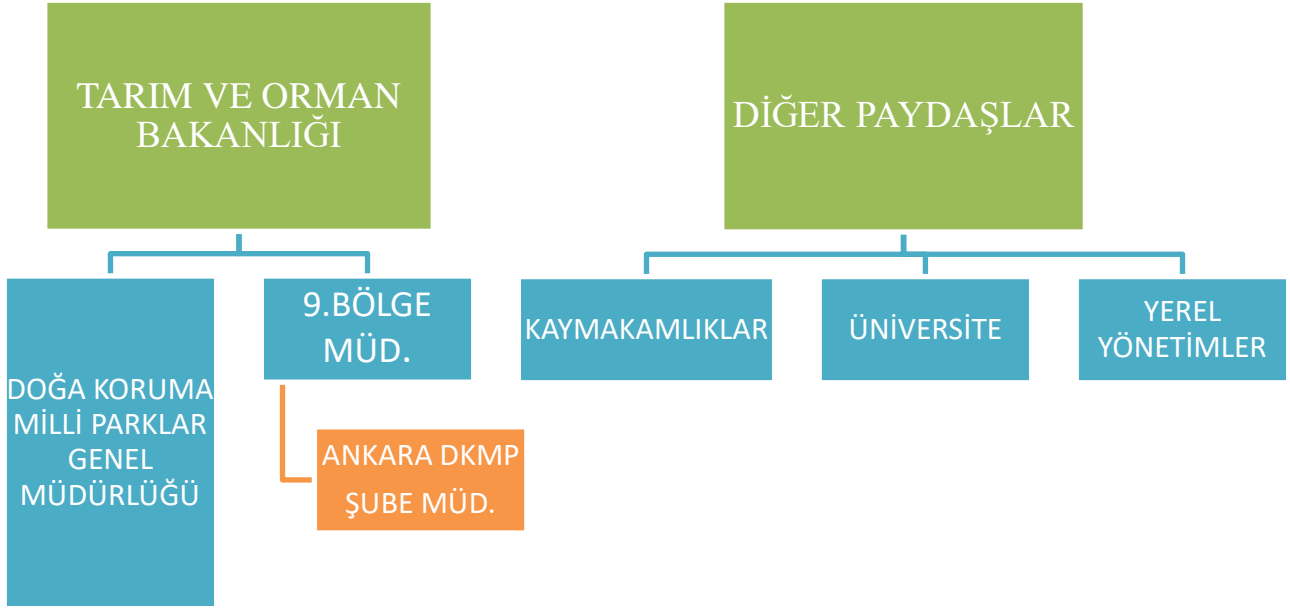 TARIM VE ORMAN
BAKANLIĞI
DİĞER PAYDAŞLAR
DOĞA KORUMA
MİLLİ PARKLAR
GENEL
MÜDÜRLÜĞÜ
9.BÖLGE
MÜD.
ANKARA DKMP
ŞUBE MÜD.
KAYMAKAMLIKLAR
ÜNİVERSİTE
YEREL
YÖNETİMLER